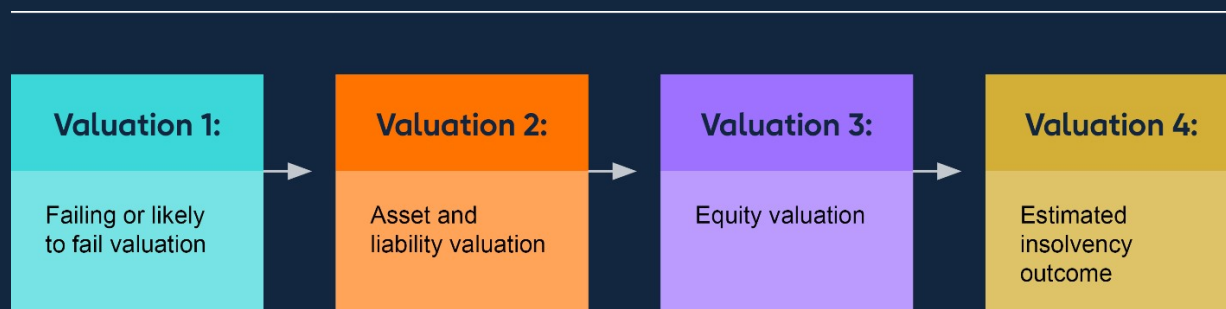 Valuation 1:
Failing or likely
to fail valuation
Valuation 2:
Asset and
liability valuation
Valuation 3:
Equity valuation
Valuation 4:
Estimated
insolvency
outcome